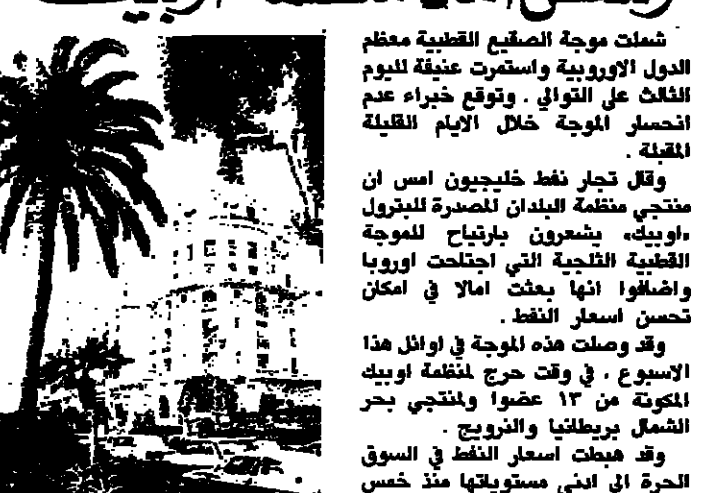 شملت موجة الصقيع القطبية معظم
الدول الاوروبية واستمرت عنيفة لليوم
الثالث على التوالي . وتوقع خبراء عدم
انحسار الموجة خلال الايام القليلة
المقبلة .
وقال تجار نفط خليجيون امس ان
منتجي منظمة البلدان المصدرة للبترول
«اوبيك» يشعرون بارتياح للموجة
القطبية الثلجية التي اجتاحت اوروبا
واضافوا انها بعثت امالا في امكان
تحسن اسعار النفط .
وقد وصلت هذه الموجة في اوائل هذا
الاسبوع ، في وقت حرج لمنظمة اوبيك
المكونة من ١٣ عضوا ولمنتجي بحر
الشمال بريطانيا والنرويج .
وقد هبطت اسعار النفط في السوق
الحرة الى ادنى مستوياتها منذ خمس